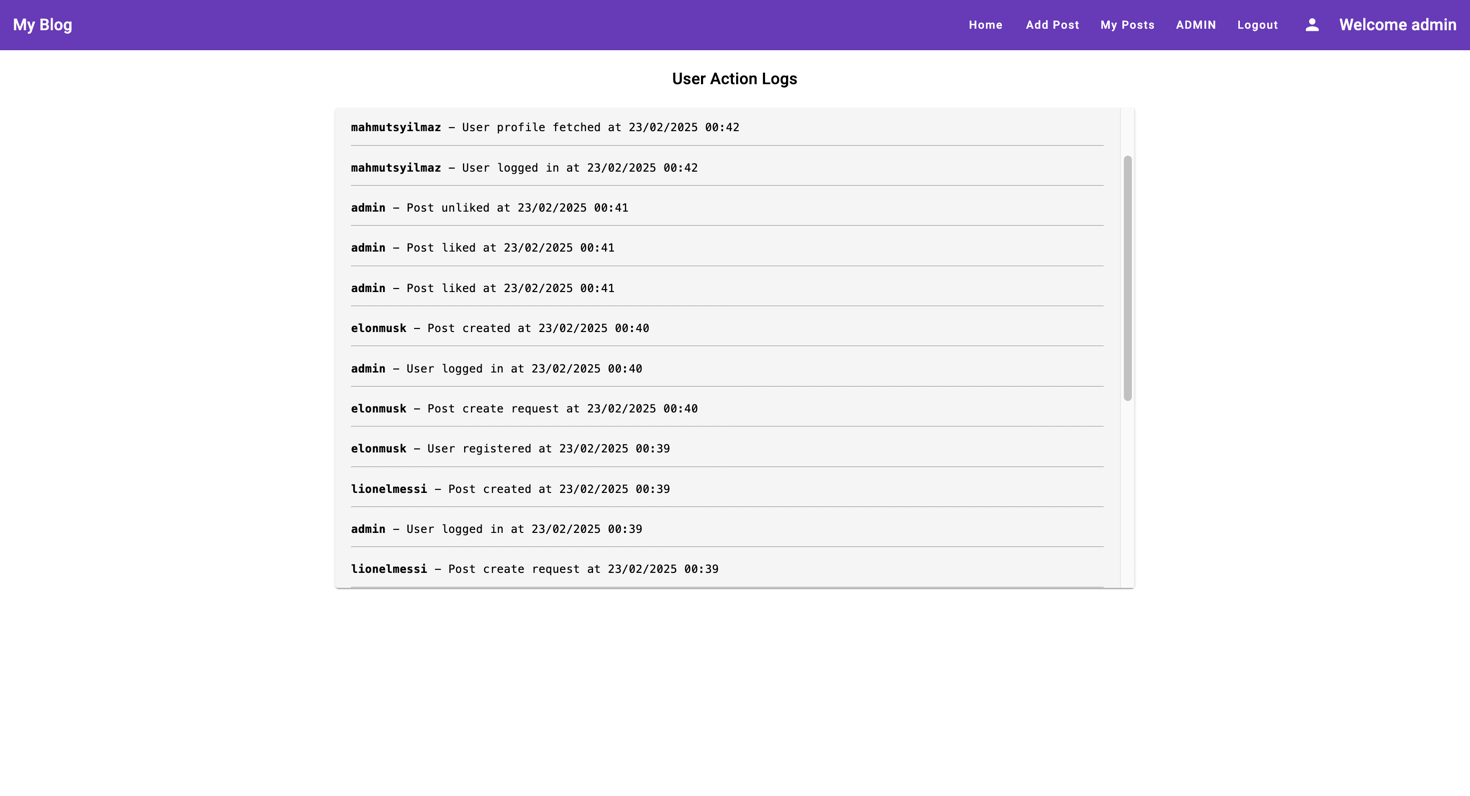 My Blog
Home Add Post My Posts ADMIN Logout Welcome admin
User Action Logs
mahmutsyilmaz – User profile fetched at 23/02/2025 00:42
mahmutsyilmaz – User logged in at 23/02/2025 00:42
admin – Post unliked at 23/02/2025 00:41
admin – Post liked at 23/02/2025 00:41
admin – Post liked at 23/02/2025 00:41
elonmusk – Post created at 23/02/2025 00:40
admin – User logged in at 23/02/2025 00:40
elonmusk – Post create request at 23/02/2025 00:40
elonmusk – User registered at 23/02/2025 00:39
lionelmessi – Post created at 23/02/2025 00:39
admin – User logged in at 23/02/2025 00:39
lionelmessi – Post create request at 23/02/2025 00:39